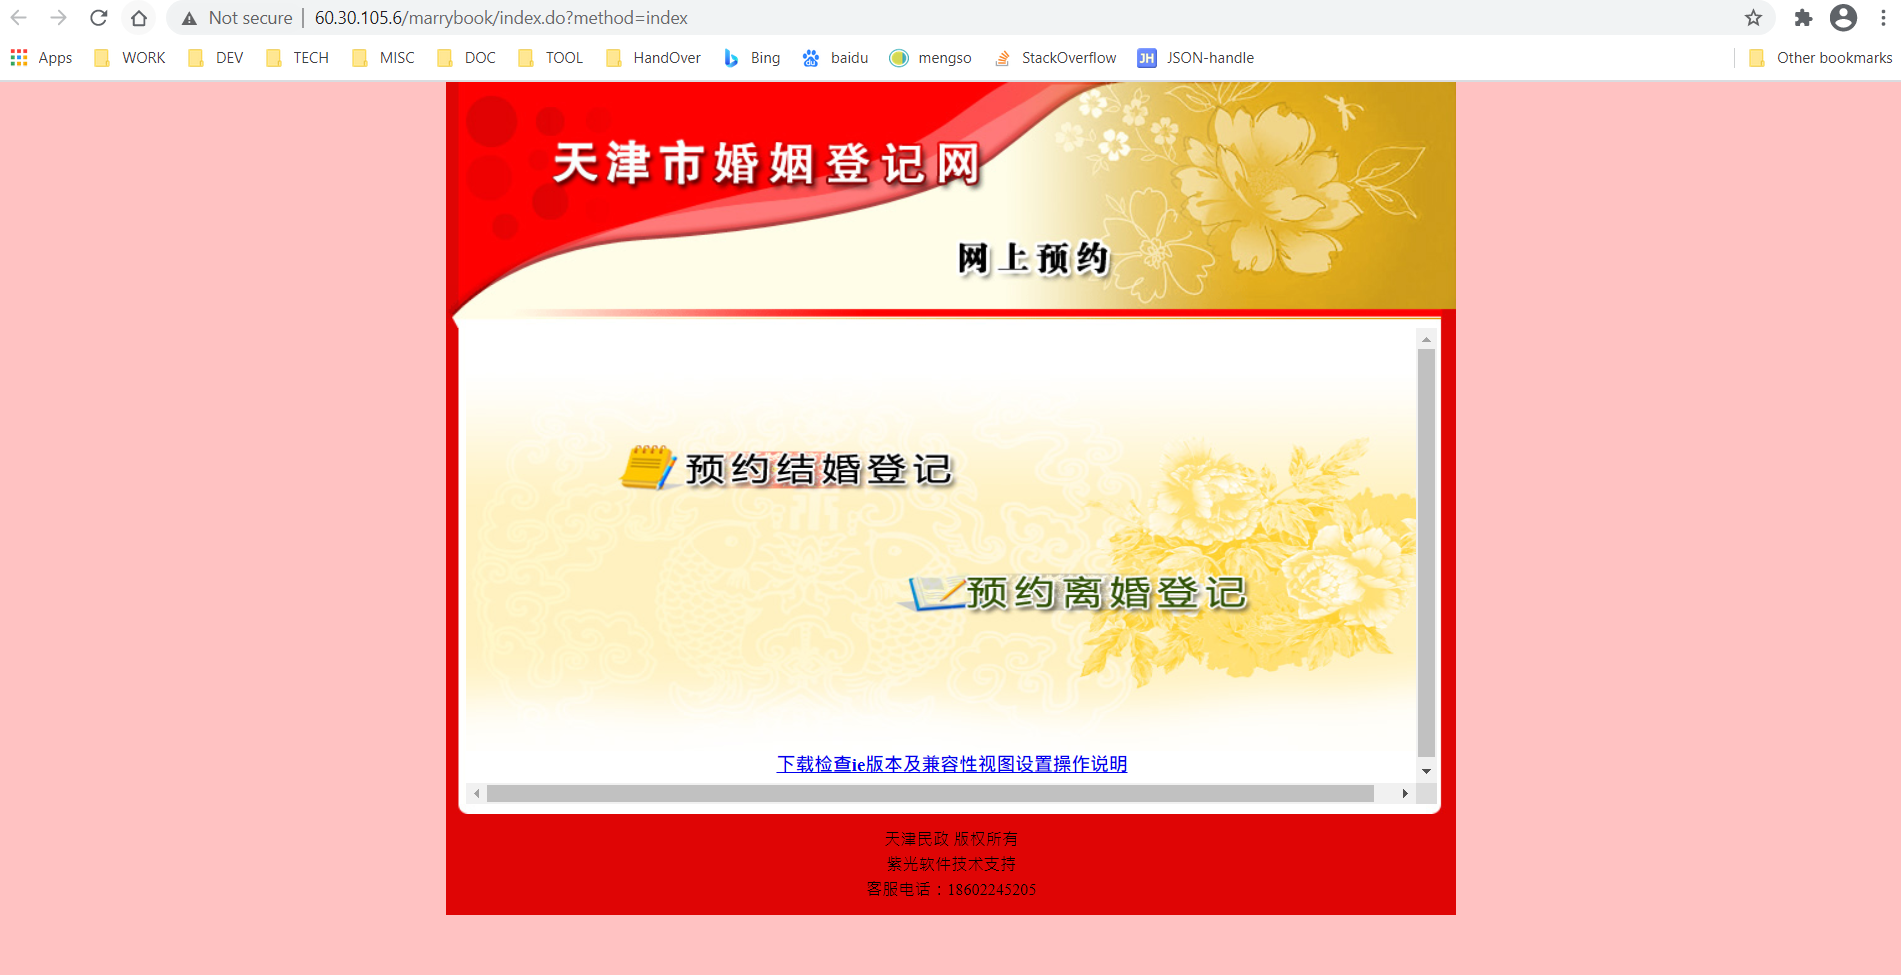 Not secure | 60.30.105.6/marrybook/index.do?method=index
Apps WORK DEV TECH MISC DOC TOOL HandOver Bing baidu mengso StackOverflow JH JSON-handle Other bookmarks
天津市婚姻登记网
网上预约
预约结婚登记
预约离婚登记
下载检查ie版本及兼容性视图设置操作说明
天津民政 版权所有
紫光软件技术支持
客服电话：18602245205